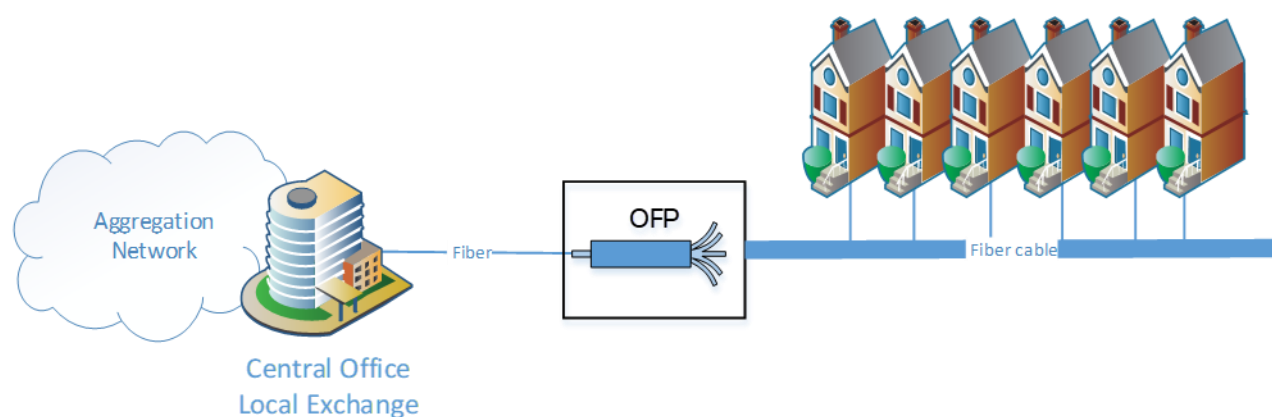 Aggregation
Network
Central Office
Local Exchange
Fiber
OFP
Fiber cable